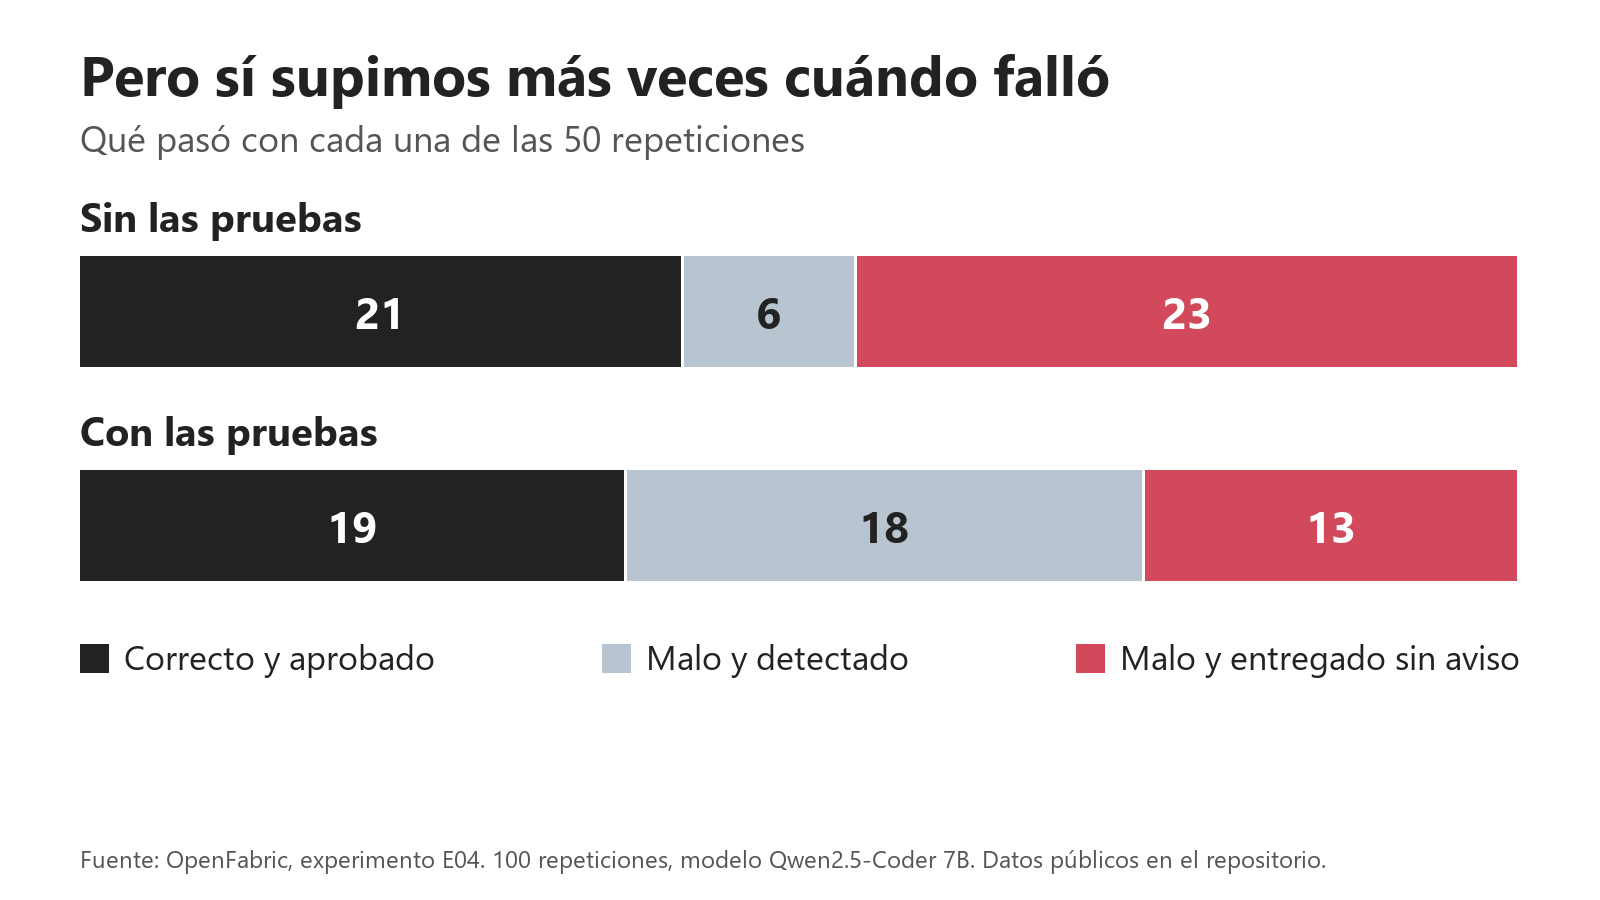 Pero sí supimos más veces cuándo falló
Qué pasó con cada una de las 50 repeticiones
Sin las pruebas
21 6 23
Con las pruebas
19 18 13
Correcto y aprobado Malo y detectado Malo y entregado sin aviso
Fuente: OpenFabric, experimento E04. 100 repeticiones, modelo Qwen2.5-Coder 7B. Datos públicos en el repositorio.